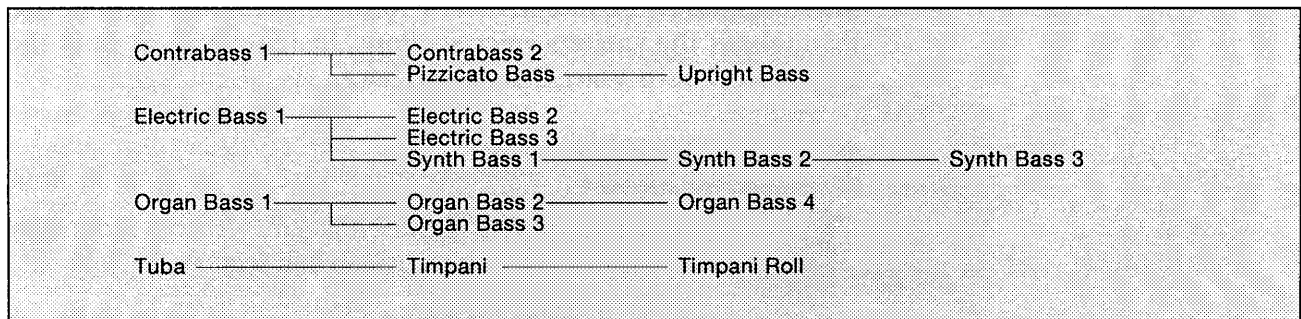 Contrabass 1 Contrabass 2
Pizzicato Bass Upright Bass
Electric Bass 1 Electric Bass 2
Electric Bass 3
Synth Bass 1 Synth Bass 2 Synth Bass 3
Organ Bass 1 Organ Bass 2 Organ Bass 4
Organ Bass 3
Tuba Timpani Timpani Roll